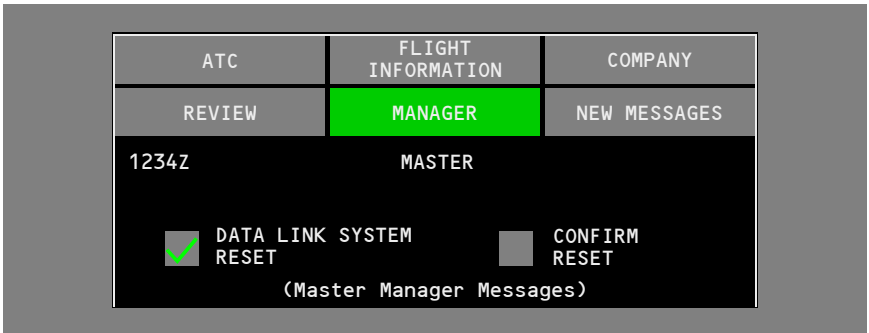 ATC
FLIGHT
INFORMATION
COMPANY
REVIEW
MANAGER
NEW MESSAGES
1234Z
MASTER
DATA LINK SYSTEM
RESET
CONFIRM
RESET
(Master Manager Messages)